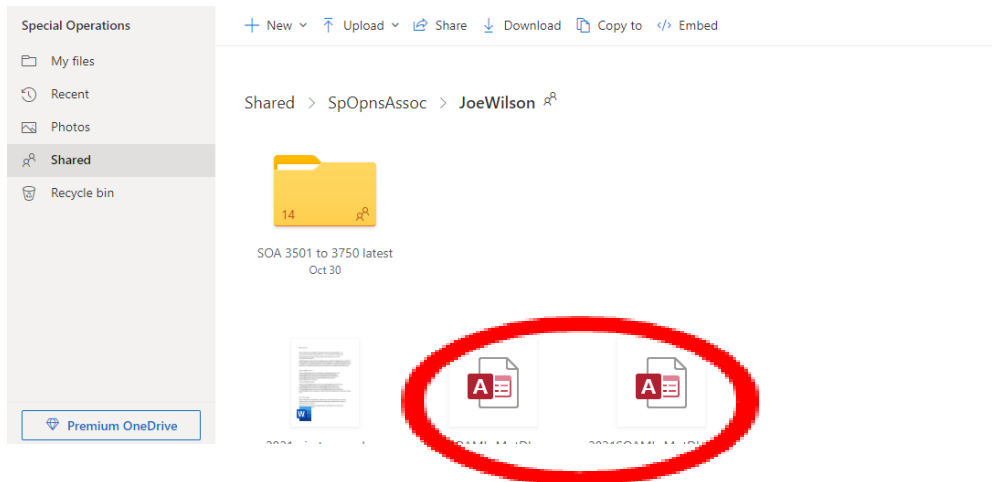 Special Operations
My files
Recent
Photos
Shared
Recycle bin
Premium OneDrive
New Upload Share Download Copy to Embed
Shared > SpOpnsAssoc > JoeWilson
14
SOA 3501 to 3750 latest
Oct 30
W
A
A